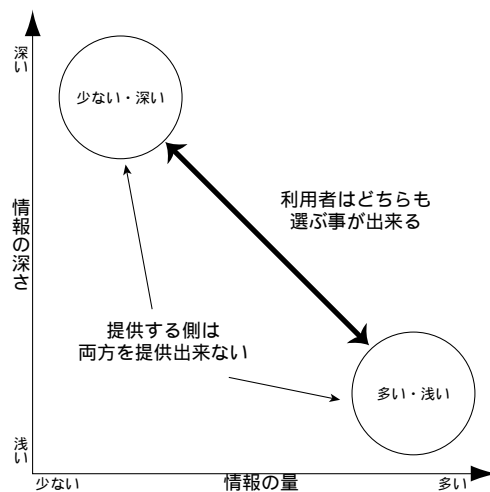 深い
少ない・深い
情報の深さ
利用者はどちらも
選ぶ事が出来る
提供する側は
両方を提供出来ない
多い・浅い
浅い
少ない
情報の量
多い